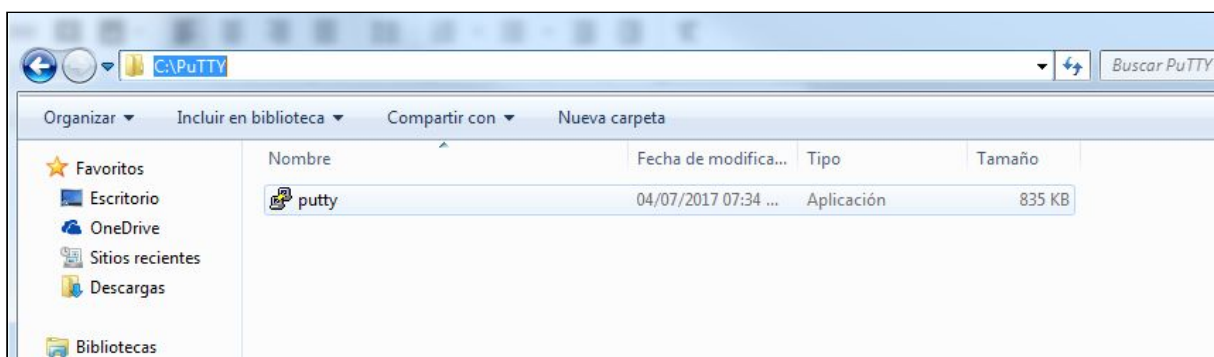 C:\PuTTY
Buscar PuTTY
Organizar Incluir en biblioteca Compartir con Nueva carpeta
Favoritos
Escritorio
OneDrive
Sitios recientes
Descargas
Bibliotecas
Nombre Fecha de modifica... Tipo Tamaño
putty 04/07/2017 07:34 ... Aplicación 835 KB